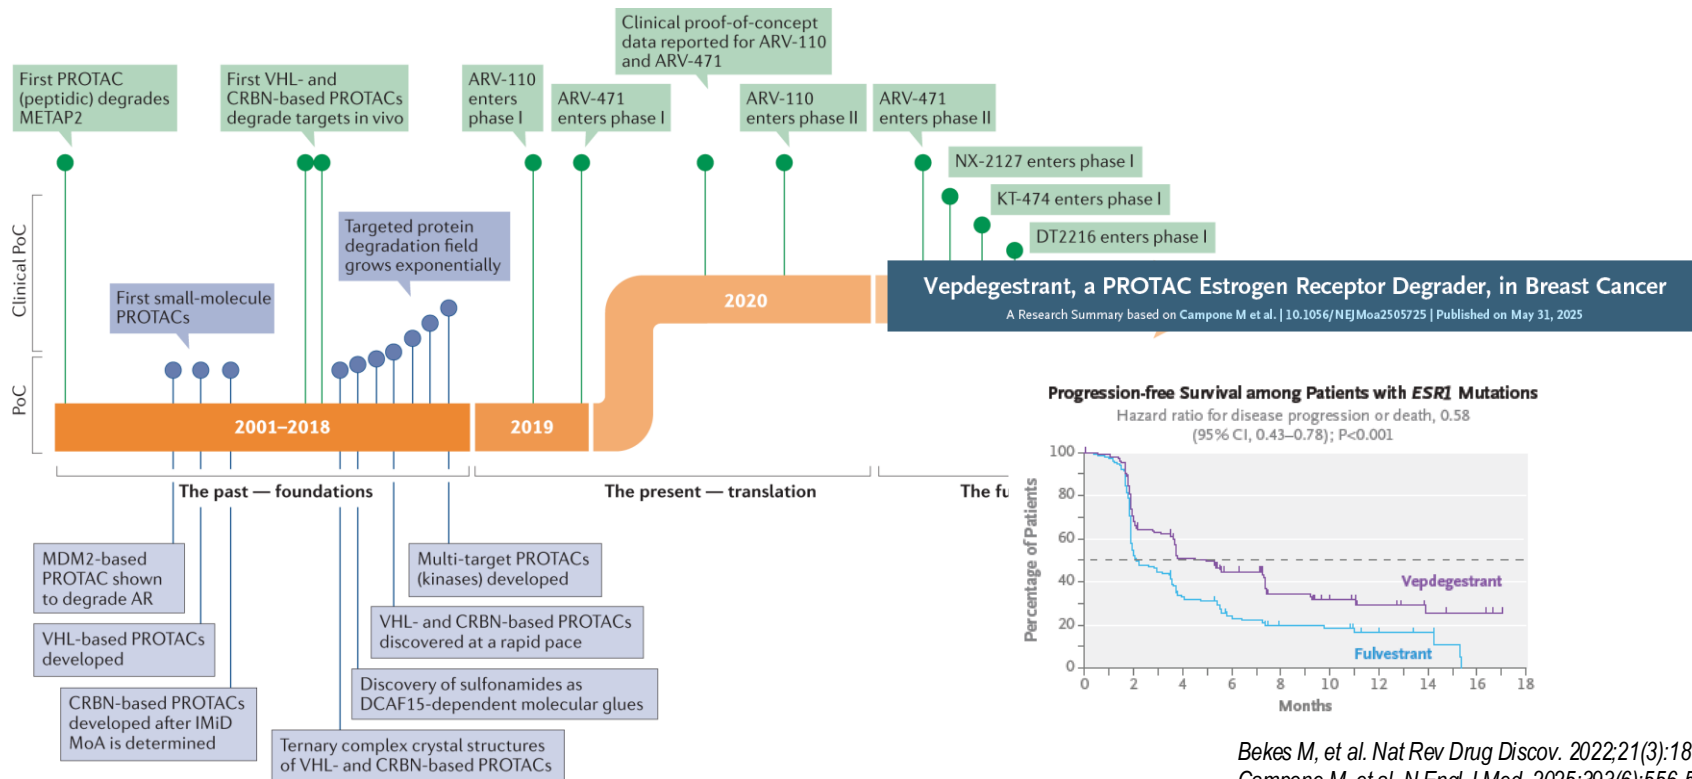 First PROTAC
(peptidic) degrades
METAP2
First VHL- and
CRBN-based PROTACs
degrade targets in vivo
ARV-110
enters
phase I
ARV-471
enters phase I
Clinical proof-of-concept
data reported for ARV-110
and ARV-471
ARV-110
enters phase II
ARV-471
enters phase II
NX-2127 enters phase I
KT-474 enters phase I
DT2216 enters phase I
Clinical PoC
PoC
First small-molecule
PROTACs
Targeted protein
degradation field
grows exponentially
2001–2018
2019
2020
The past — foundations
The present — translation
The fu
MDM2-based
PROTAC shown
to degrade AR
VHL-based PROTACs
developed
CRBN-based PROTACs
developed after IMiD
MoA is determined
Multi-target PROTACs
(kinases) developed
VHL- and CRBN-based PROTACs
discovered at a rapid pace
Discovery of sulfonamides as
DCAF15-dependent molecular glues
Ternary complex crystal structures
of VHL- and CRBN-based PROTACs
Vepdegestrant, a PROTAC Estrogen Receptor Degrader, in Breast Cancer
A Research Summary based on Campone M et al. | 10.1056/NEJMoa2505725 | Published on May 31, 2025
Progression-free Survival among Patients with ESR1 Mutations
Hazard ratio for disease progression or death, 0.58
(95% CI, 0.43–0.78); P<0.001
Percentage of Patients
100
80
60
40
20
0
Vepdegestrant
Fulvestrant
0 2 4 6 8 10 12 14 16 18
Months
Bekes M, et al. Nat Rev Drug Discov. 2022;21(3):18
Campone M, et al. N Engl J Med. 2025;393(6):556-